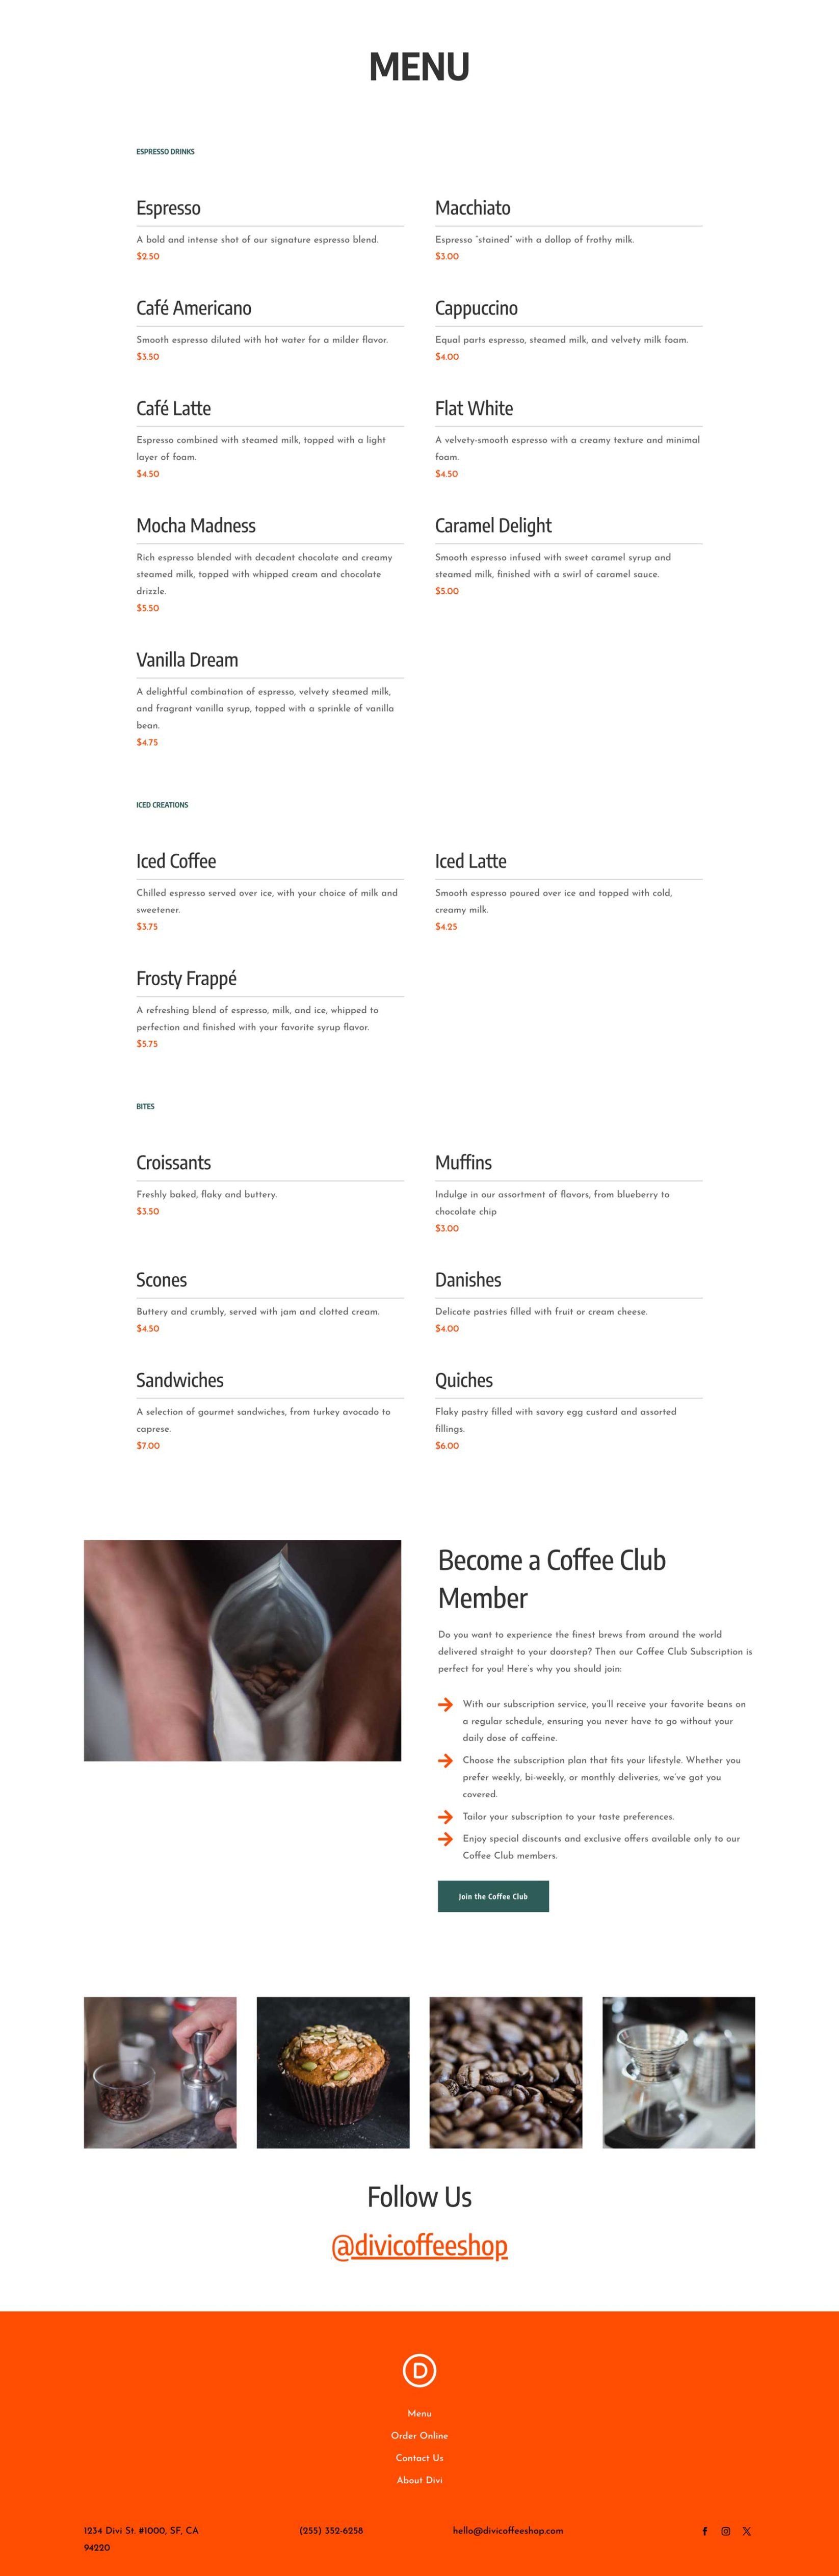 MENU
ESPRESSO DRINKS
Espresso
A bold and intense shot of our signature espresso blend.
$2.50
Macchiato
Espresso “stained” with a dollop of frothy milk.
$3.00
Café Americano
Smooth espresso diluted with hot water for a milder flavor.
$3.50
Cappuccino
Equal parts espresso, steamed milk, and velvety milk foam.
$4.00
Café Latte
Espresso combined with steamed milk, topped with a light
layer of foam.
$4.50
Flat White
A velvety-smooth espresso with a creamy texture and minimal
foam.
$4.50
Mocha Madness
Rich espresso blended with decadent chocolate and creamy
steamed milk, topped with whipped cream and chocolate
drizzle.
$5.50
Caramel Delight
Smooth espresso infused with sweet caramel syrup and
steamed milk, finished with a swirl of caramel sauce.
$5.00
Vanilla Dream
A delightful combination of espresso, velvety steamed milk,
and fragrant vanilla syrup, topped with a sprinkle of vanilla
bean.
$4.75
ICED CREATIONS
Iced Coffee
Chilled espresso served over ice, with your choice of milk and
sweetener.
$3.75
Iced Latte
Smooth espresso poured over ice and topped with cold,
creamy milk.
$4.25
Frosty Frappé
A refreshing blend of espresso, milk, and ice, whipped to
perfection and finished with your favorite syrup flavor.
$5.75
BITES
Croissants
Freshly baked, flaky and buttery.
$3.50
Muffins
Indulge in our assortment of flavors, from blueberry to
chocolate chip
$3.00
Scones
Buttery and crumbly, served with jam and clotted cream.
$4.50
Danishes
Delicate pastries filled with fruit or cream cheese.
$4.00
Sandwiches
A selection of gourmet sandwiches, from turkey avocado to
caprese.
$7.00
Quiches
Flaky pastry filled with savory egg custard and assorted
fillings.
$6.00
Become a Coffee Club
Member
Do you want to experience the finest brews from around the world
delivered straight to your doorstep? Then our Coffee Club Subscription is
perfect for you! Here’s why you should join:
With our subscription service, you’ll receive your favorite beans on
a regular schedule, ensuring you never have to go without your
daily dose of caffeine.
Choose the subscription plan that fits your lifestyle. Whether you
prefer weekly, bi-weekly, or monthly deliveries, we’ve got you
covered.
Tailor your subscription to your taste preferences.
Enjoy special discounts and exclusive offers available only to our
Coffee Club members.
Join the Coffee Club
Follow Us
@divicoffeeshop
D
Menu
Order Online
Contact Us
About Divi
1234 Divi St. #1000, SF, CA
94220
(255) 352-6258
hello@divicoffeeshop.com